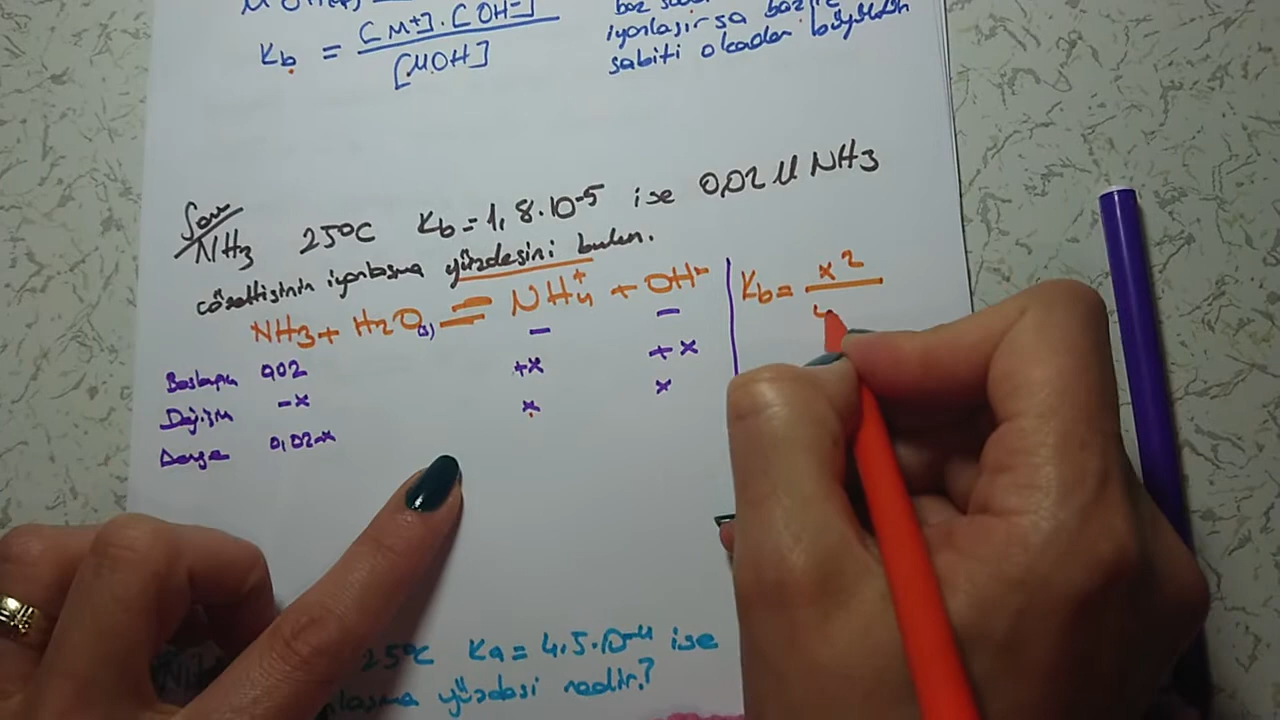 Kb = [M+].[OH-]
[MOH]
iyonlaşırsa baz
sabiti o kadar büyüktür
Soru
NH3 25°C Kb=1,8.10-5 ise 0,02 M NH3
çözeltisinin iyonlaşma yüzdesini bulun.
NH3 + H2O(s) ⇌ NH4+ + OH-
Başlangıç 0,02 - -
Değişim -x +x +x
Denge 0,02-x x x
Kb = x2
25°C Ka = 4.5.10-4 ise
yüzdesi nedir?